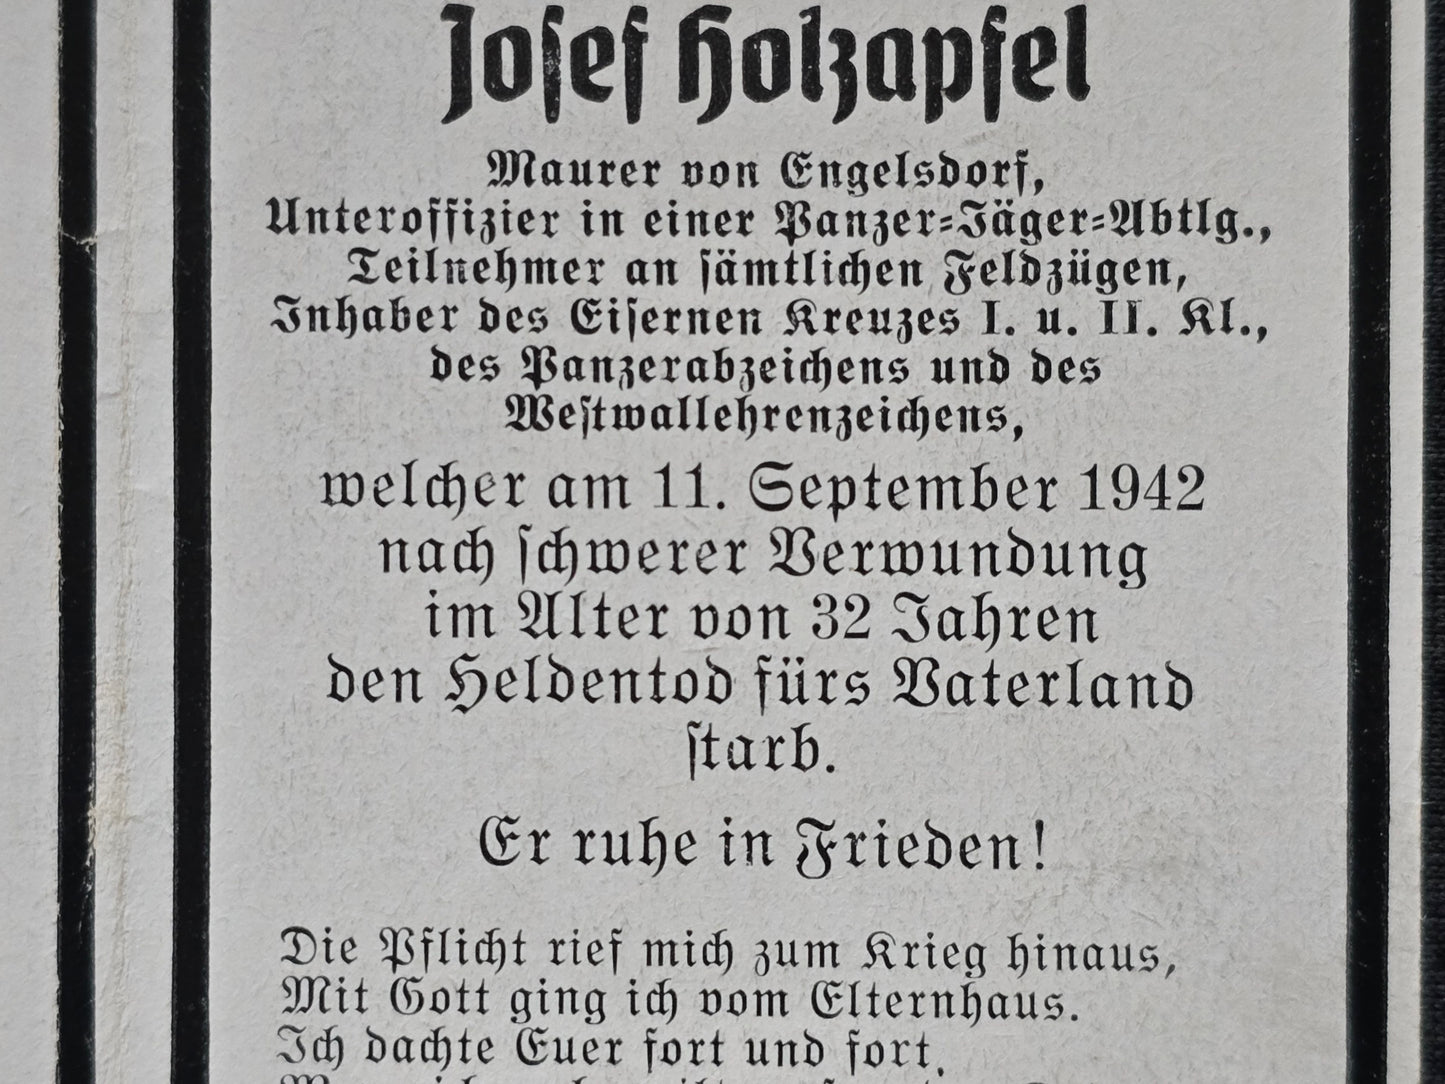 Josef Holzapfel
Maurer von Engelsdorf,
Unteroffizier in einer Panzer-Jäger-Abtlg.,
Teilnehmer an sämtlichen Feldzügen,
Inhaber des Eisernen Kreuzes I. u. II. Kl.,
des Panzerabzeichens und des
Westwallehrenzeichens,
welcher am 11. September 1942
nach schwerer Verwundung
im Alter von 32 Jahren
den Heldentod fürs Vaterland
starb.
Er ruhe in Frieden!
Die Pflicht rief mich zum Krieg hinaus,
Mit Gott ging ich vom Elternhaus.
Ich dachte Euer fort und fort,